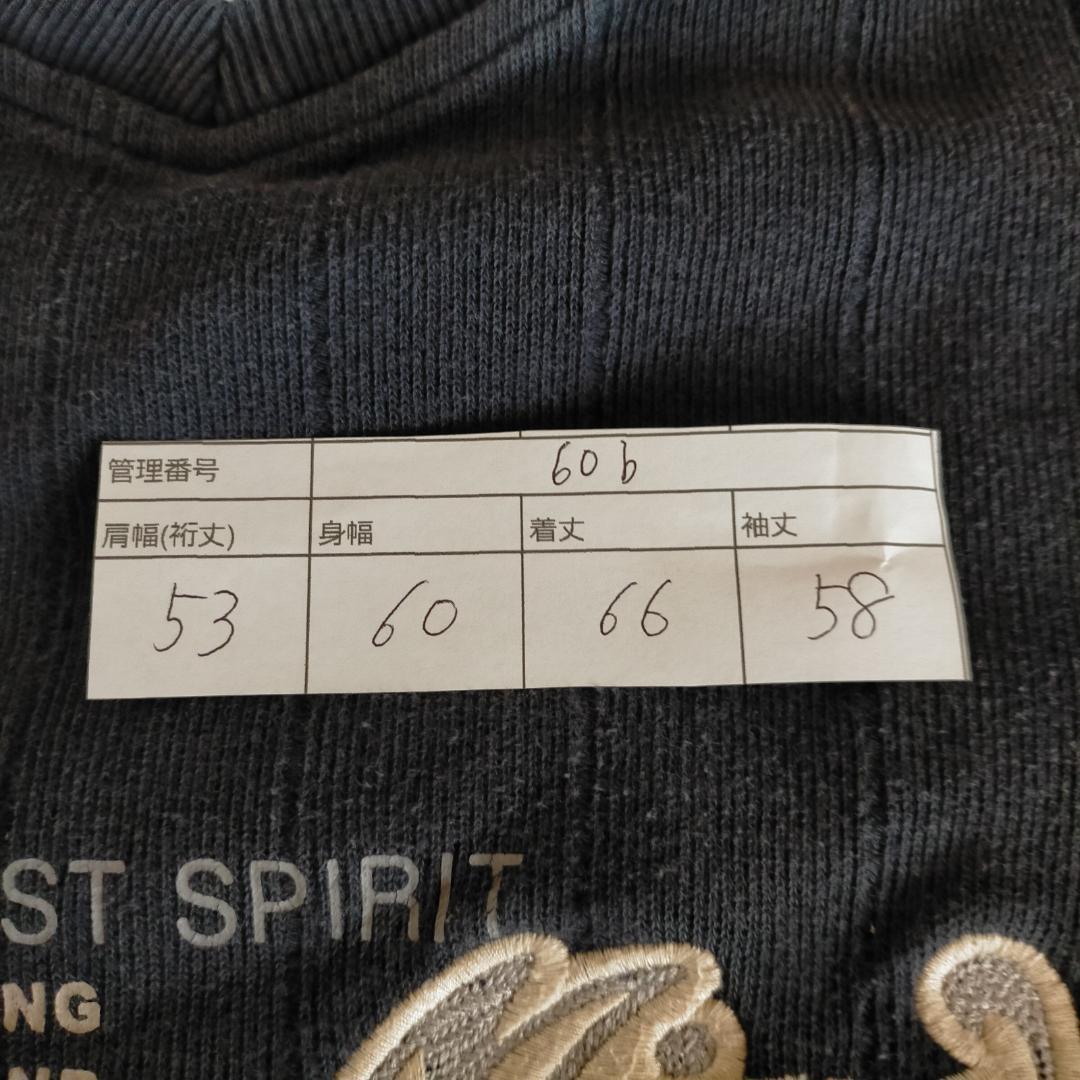 管理番号 60b
肩幅(裄丈) 身幅 着丈 袖丈
53 60 66 58
ST SPIRIT
NG